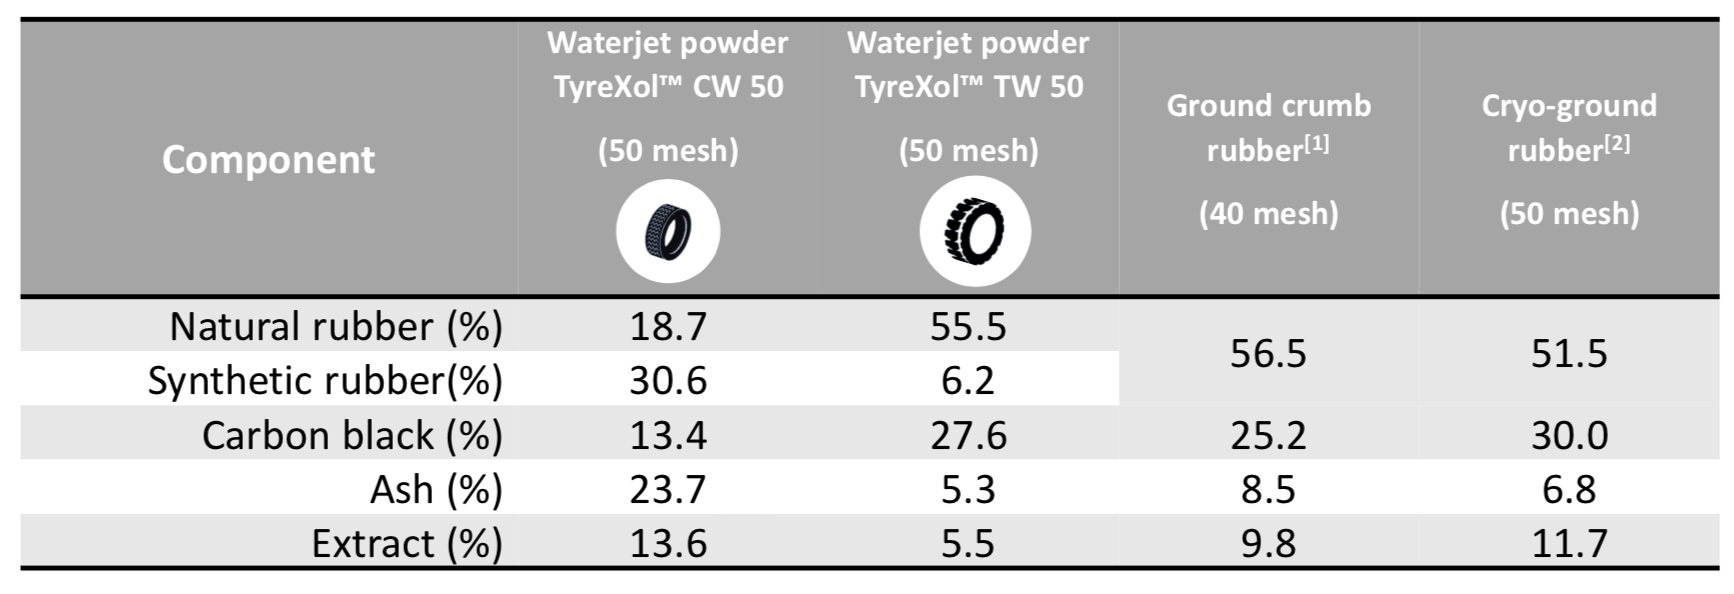 Component
Waterjet powder
TyreXol™ CW 50
(50 mesh)
Waterjet powder
TyreXol™ TW 50
(50 mesh)
Ground crumb
rubber[1]
(40 mesh)
Cryo-ground
rubber[2]
(50 mesh)
Natural rubber (%) 18.7 55.5
56.5 51.5
Synthetic rubber(%) 30.6 6.2
Carbon black (%) 13.4 27.6 25.2 30.0
Ash (%) 23.7 5.3 8.5 6.8
Extract (%) 13.6 5.5 9.8 11.7